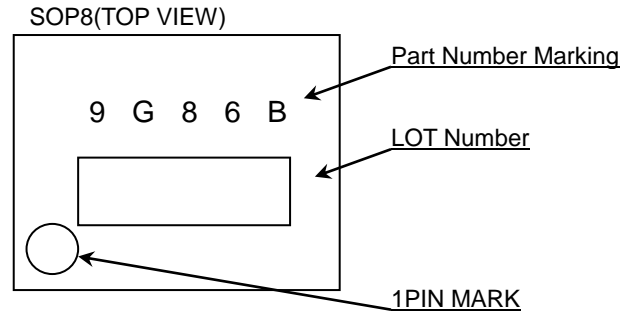 SOP8(TOP VIEW)
Part Number Marking
9 G 8 6 B
LOT Number
1PIN MARK